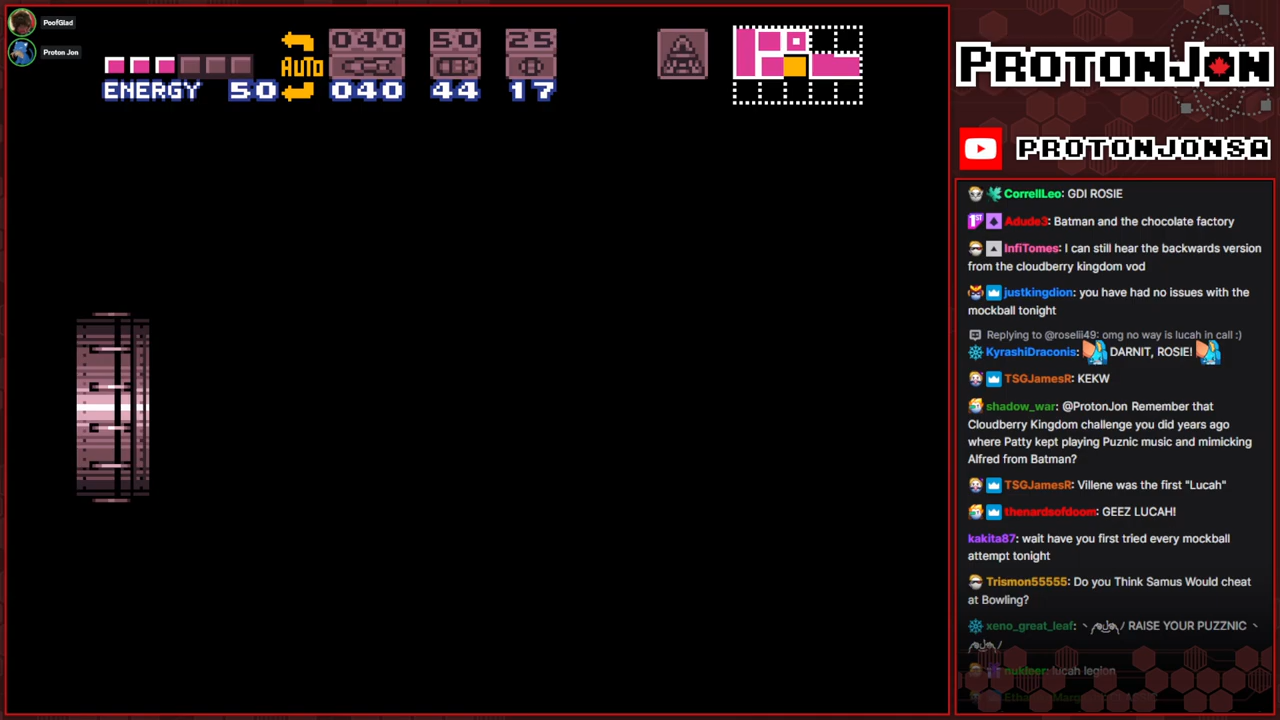 PoofGlad
Proton Jon
AUTO
040 50 25
ENERGY 50 040 44 17
PROTONJON
PROTONJONSA
CorrellLeo: GDI ROSIE
1ST Adude3: Batman and the chocolate factory
InfiTomes: I can still hear the backwards version
from the cloudberry kingdom vod
justkingdion: you have had no issues with the
mockball tonight
Replying to @roselii49: omg no way is lucah in call :)
KyrashiDraconis: DARNIT, ROSIE!
TSGJamesR: KEKW
shadow_war: @ProtonJon Remember that
Cloudberry Kingdom challenge you did years ago
where Patty kept playing Puznic music and mimicking
Alfred from Batman?
TSGJamesR: Villene was the first "Lucah"
thenardsofdoom: GEEZ LUCAH!
kakita87: wait have you first tried every mockball
attempt tonight
Trismon55555: Do you Think Samus Would cheat
at Bowling?
xeno_great_leaf: RAISE YOUR PUZZNIC
lucah legion